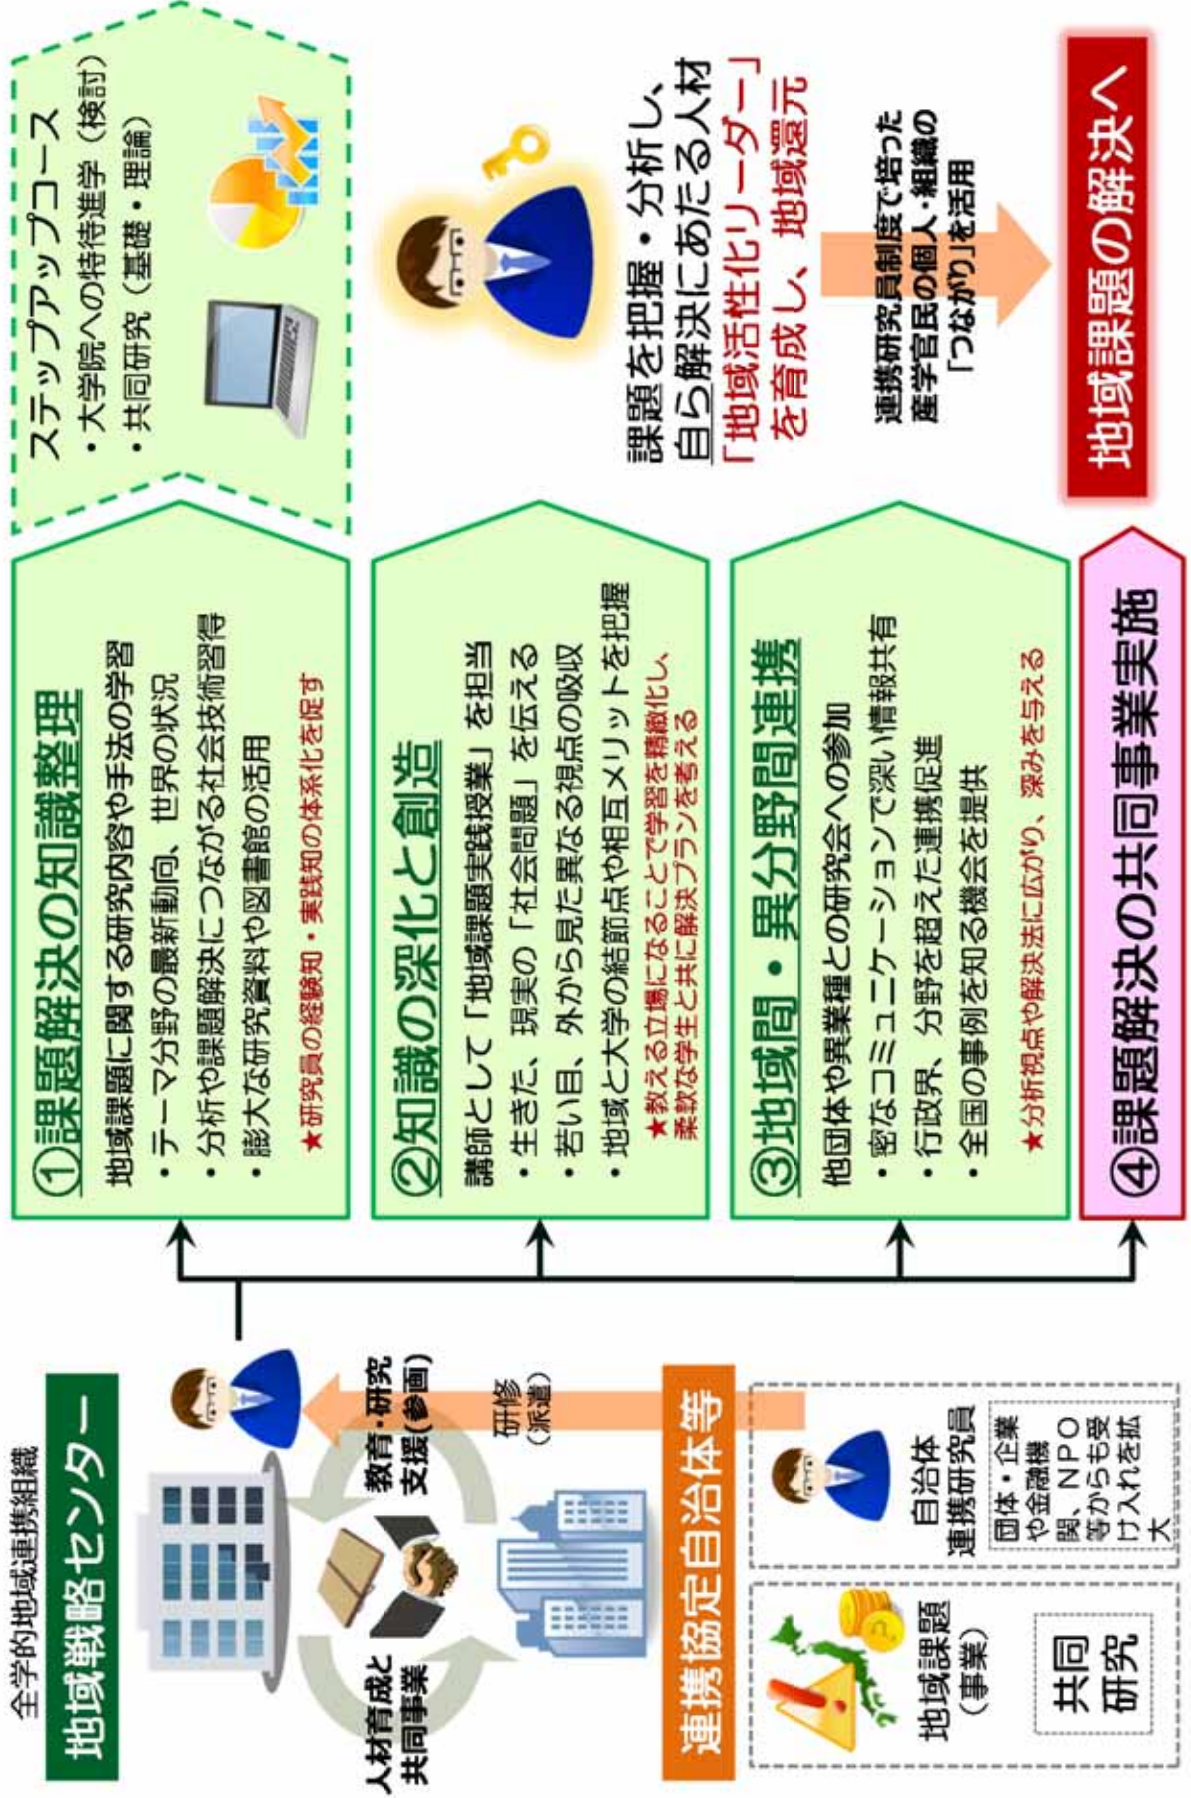 全学的地域連携組織
地域戦略センター
人材育成と
共同事業
教育・研究
支援(参画)
研修
(派遣)
連携協定自治体等
地域課題
(事業)
共同
研究
自治体
連携研究員
団体・企業
や金融機
関、NPO
等からも受
け入れを拡
大
①課題解決の知識整理
地域課題に関する研究内容や手法の学習
・テーマ分野の最新動向、世界の状況
・分析や課題解決につながる社会技術習得
・膨大な研究資料や図書館の活用
★研究員の経験知・実践知の体系化を促す
ステップアップコース
・大学院への特待進学（検討）
・共同研究（基礎・理論）
②知識の深化と創造
講師として「地域課題実践授業」を担当
・生きた、現実の「社会問題」を伝える
・若い目、外から見た異なる視点の吸収
・地域と大学の結節点や相互メリットを把握
★教える立場になることで学習を精緻化し、
柔軟な学生と共に解決プランを考える
③地域間・異分野間連携
他団体や異業種との研究会への参加
・密なコミュニケーションで深い情報共有
・行政界、分野を超えた連携促進
・全国の事例を知る機会を提供
★分析視点や解決法に広がり、深みを与える
④課題解決の共同事業実施
課題を把握・分析し、
自ら解決にあたる人材
「地域活性化リーダー」
を育成し、地域還元
連携研究員制度で培った
産学官民の個人・組織の
「つながり」を活用
地域課題の解決へ